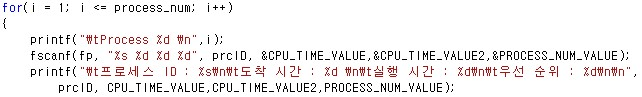 for(i = 1; i <= process_num; i++)
{
printf("₩tProcess %d ₩n",i);
fscanf(fp, "%s %d %d %d", prcID, &CPU_TIME_VALUE,&CPU_TIME_VALUE2,&PROCESS_NUM_VALUE);
printf("₩t프로세스 ID : %s₩n₩t도착 시간 : %d ₩n₩t실행 시간 : %d₩n₩t우선 순위 : %d₩n₩n",
prcID, CPU_TIME_VALUE,CPU_TIME_VALUE2,PROCESS_NUM_VALUE);